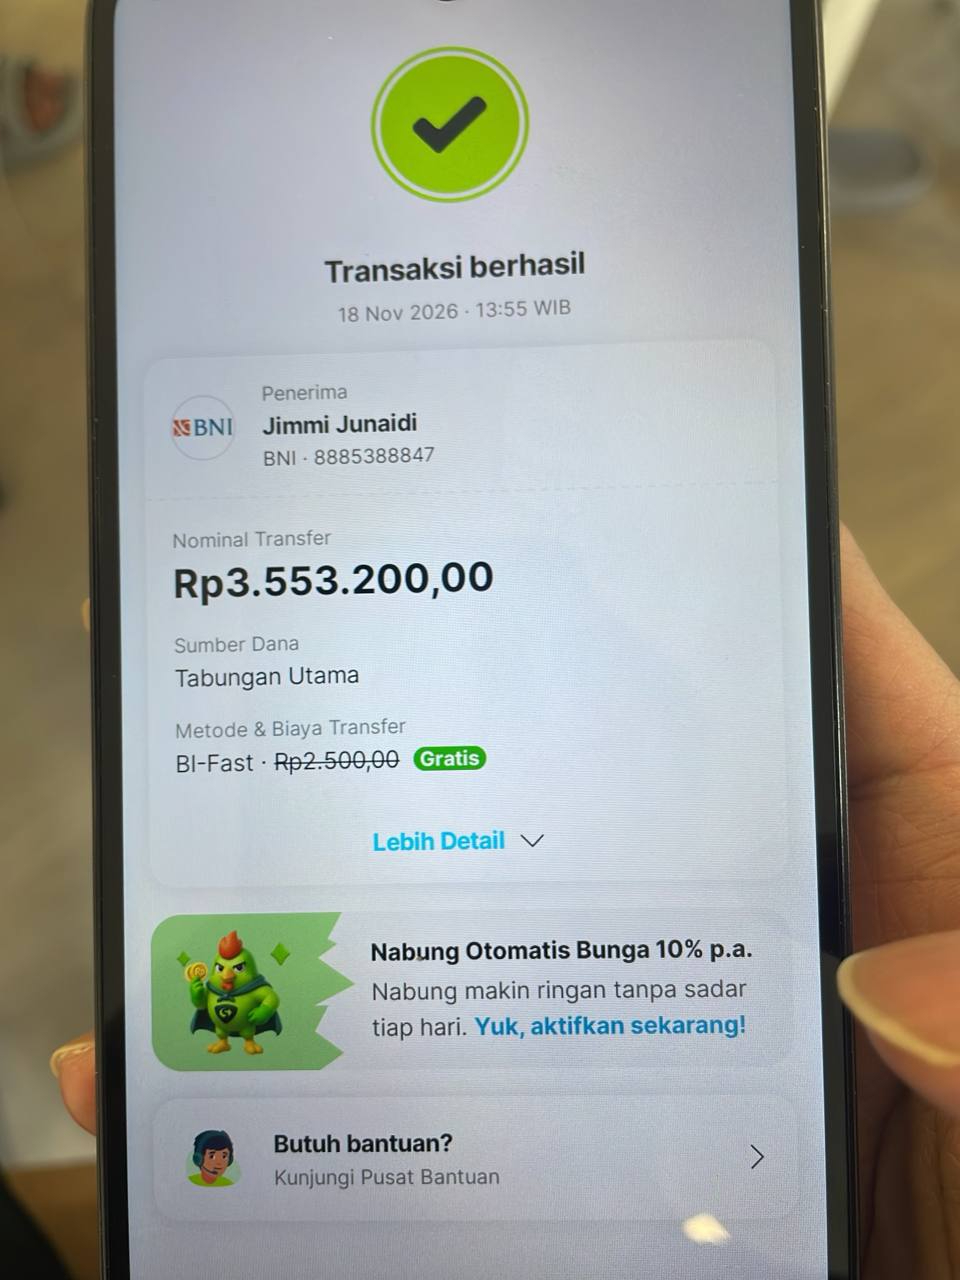 Transaksi berhasil
18 Nov 2026 · 13:55 WIB
Penerima
BNI
Jimmi Junaidi
BNI · 8885388847
Nominal Transfer
Rp3.553.200,00
Sumber Dana
Tabungan Utama
Metode & Biaya Transfer
BI-Fast · Rp2.500,00 Gratis
Lebih Detail
Nabung Otomatis Bunga 10% p.a.
Nabung makin ringan tanpa sadar
tiap hari. Yuk, aktifkan sekarang!
Butuh bantuan?
Kunjungi Pusat Bantuan